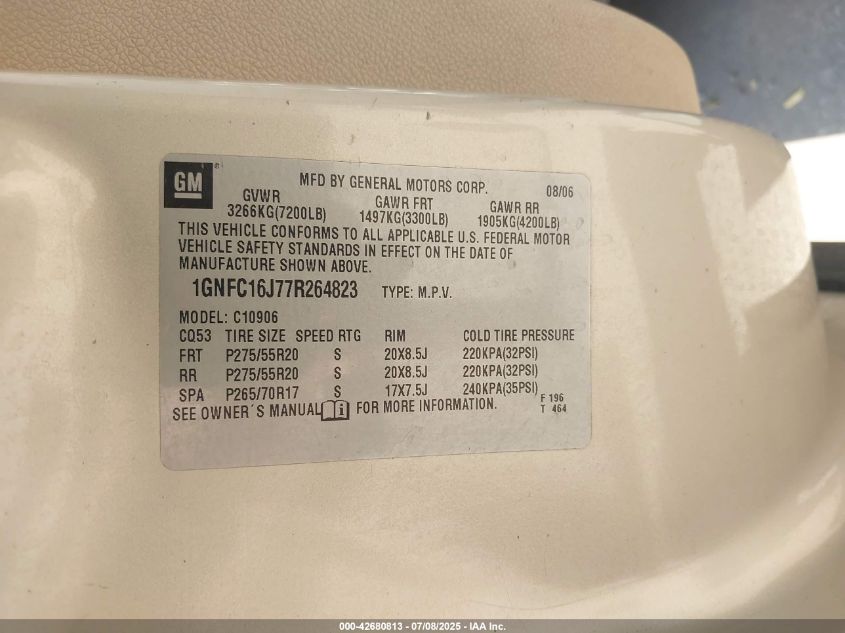 GM ®
MFD BY GENERAL MOTORS CORP. 08/06
GVWR GAWR FRT GAWR RR
3266KG(7200LB) 1497KG(3300LB) 1905KG(4200LB)
THIS VEHICLE CONFORMS TO ALL APPLICABLE U.S. FEDERAL MOTOR
VEHICLE SAFETY STANDARDS IN EFFECT ON THE DATE OF
MANUFACTURE SHOWN ABOVE.
1GNFC16J77R264823 TYPE: M.P.V.
MODEL: C10906
CQ53 TIRE SIZE SPEED RTG RIM COLD TIRE PRESSURE
FRT P275/55R20 S 20X8.5J 220KPA(32PSI)
RR P275/55R20 S 20X8.5J 220KPA(32PSI)
SPA P265/70R17 S 17X7.5J 240KPA(35PSI)
SEE OWNER´S MANUAL i FOR MORE INFORMATION.
F 196
T 464
000-42680813 - 07/08/2025 - IAA Inc.